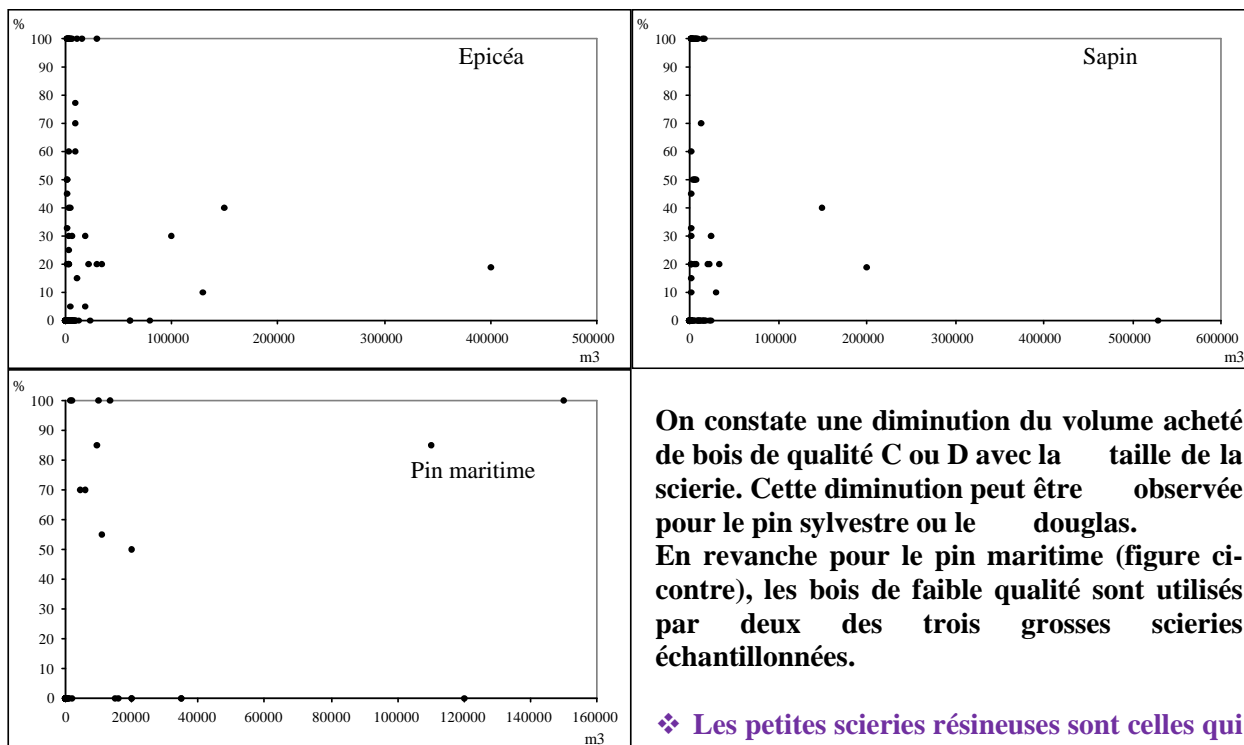 %
100
90
80
70
60
50
40
30
20
10
0
Epicéa
0 100000 200000 300000 400000 500000
m3
%
100
90
80
70
60
50
40
30
20
10
0
Sapin
0 100000 200000 300000 400000 500000 600000
m3
%
100
90
80
70
60
50
40
30
20
10
0
Pin maritime
0 20000 40000 60000 80000 100000 120000 140000 160000
m3
On constate une diminution du volume acheté
de bois de qualité C ou D avec la taille de la
scierie. Cette diminution peut être observée
pour le pin sylvestre ou le douglas.
En revanche pour le pin maritime (figure ci-
contre), les bois de faible qualité sont utilisés
par deux des trois grosses scieries
échantillonnées.
❖ Les petites scieries résineuses sont celles qui